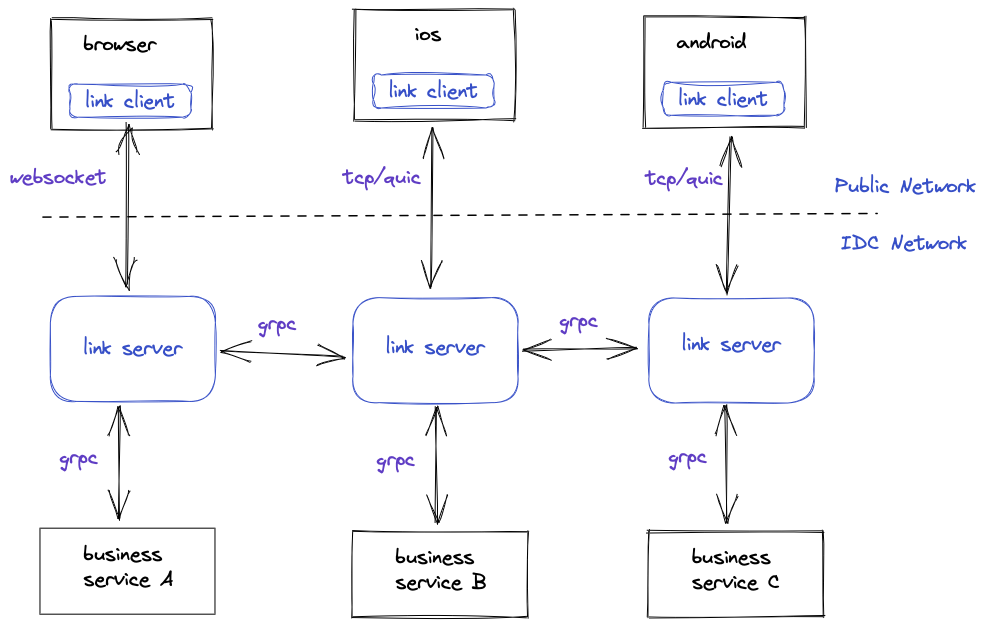 browser
link client
ios
link client
android
link client
websocket
tcp/quic
tcp/quic
Public Network
IDC Network
link server
grpc
link server
grpc
link server
grpc
grpc
grpc
business
service A
business
service B
business
service C